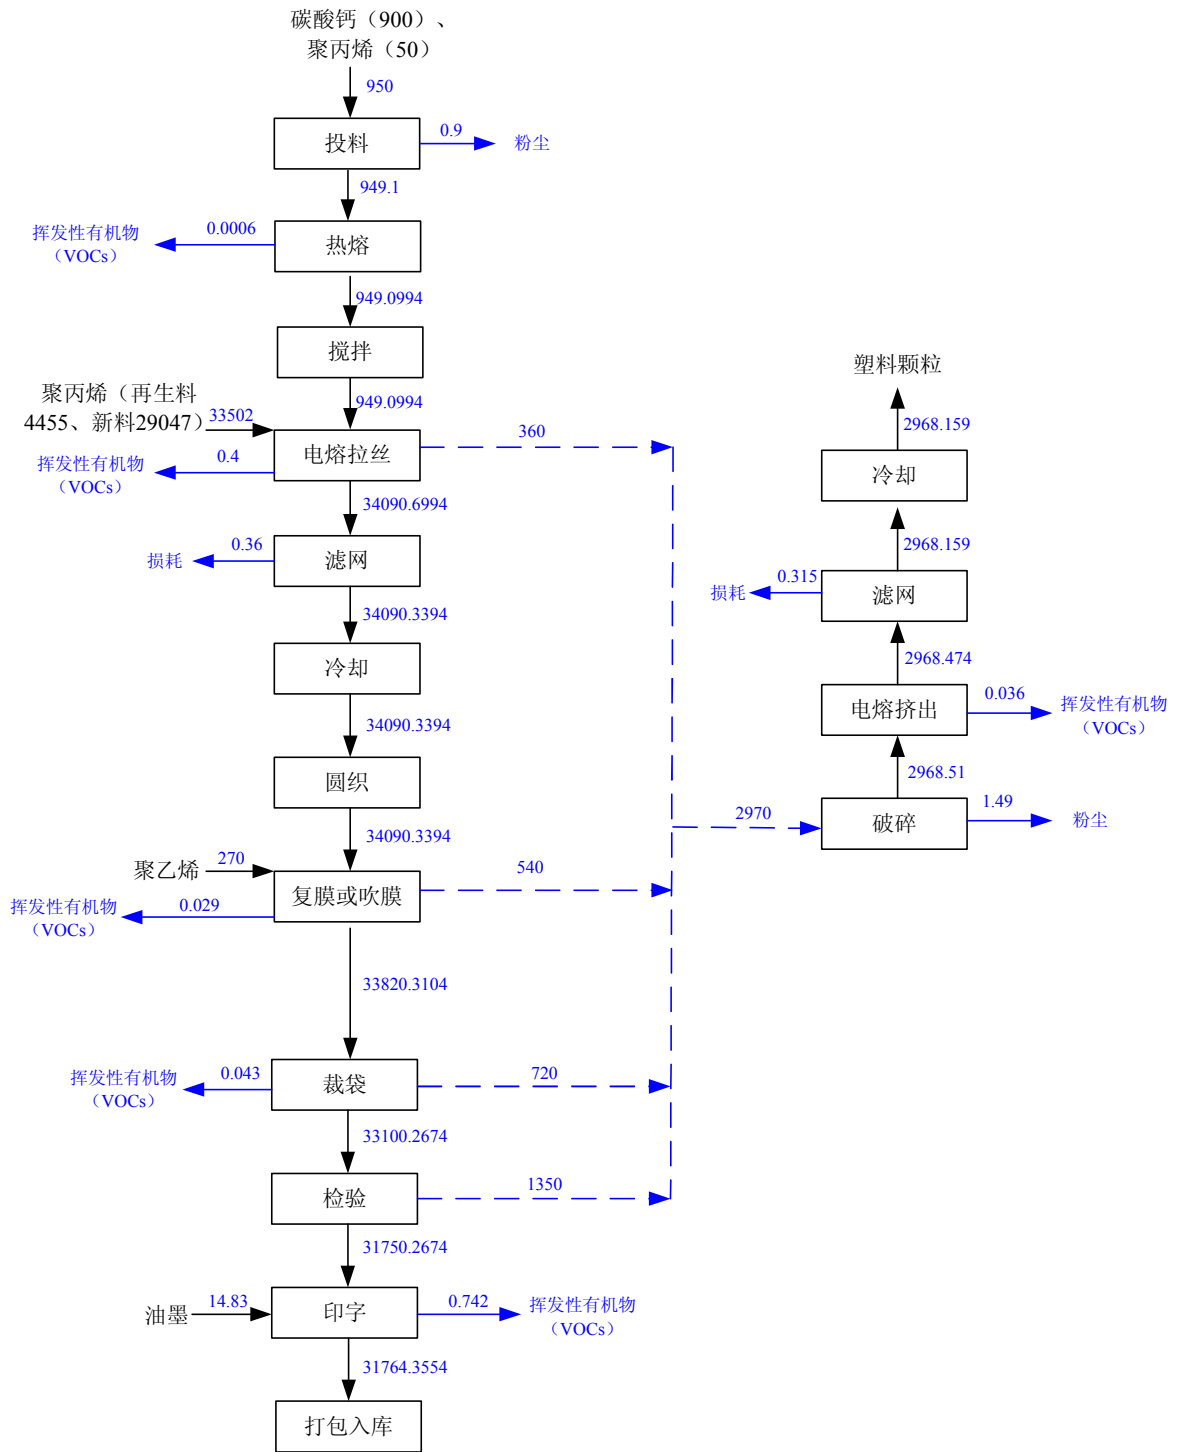 碳酸钙（900）、
聚丙烯（50）
950
投料
0.9
粉尘
949.1
挥发性有机物
（VOCs）
0.0006
热熔
949.0994
搅拌
949.0994
聚丙烯（再生料
4455、新料29047）
33502
电熔拉丝
360
挥发性有机物
（VOCs）
0.4
34090.6994
损耗
0.36
滤网
34090.3394
冷却
34090.3394
圆织
34090.3394
聚乙烯
270
复膜或吹膜
540
挥发性有机物
（VOCs）
0.029
33820.3104
挥发性有机物
（VOCs）
0.043
裁袋
720
33100.2674
检验
1350
31750.2674
油墨
14.83
印字
0.742
挥发性有机物
（VOCs）
31764.3554
打包入库
塑料颗粒
2968.159
冷却
2968.159
损耗
0.315
滤网
2968.474
电熔挤出
0.036
挥发性有机物
（VOCs）
2968.51
2970
破碎
1.49
粉尘